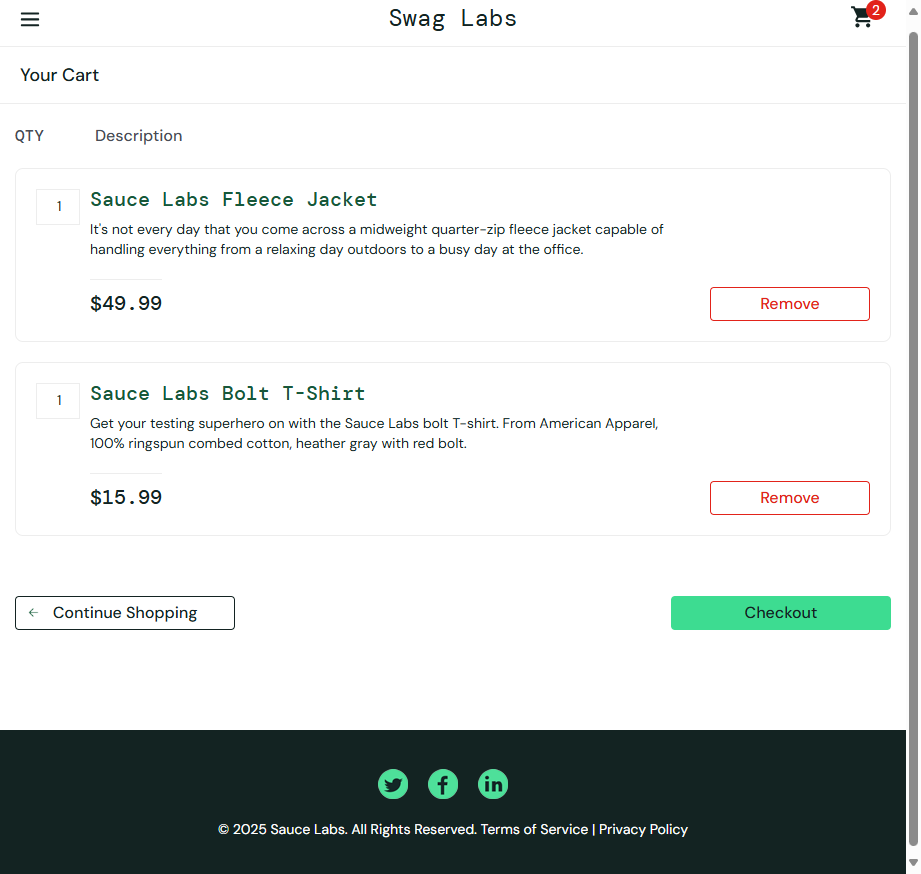 Swag Labs
2
Your Cart
QTY Description
1
Sauce Labs Fleece Jacket
It's not every day that you come across a midweight quarter-zip fleece jacket capable of
handling everything from a relaxing day outdoors to a busy day at the office.
$49.99
Remove
1
Sauce Labs Bolt T-Shirt
Get your testing superhero on with the Sauce Labs bolt T-shirt. From American Apparel,
100% ringspun combed cotton, heather gray with red bolt.
$15.99
Remove
Continue Shopping
Checkout
© 2025 Sauce Labs. All Rights Reserved. Terms of Service | Privacy Policy